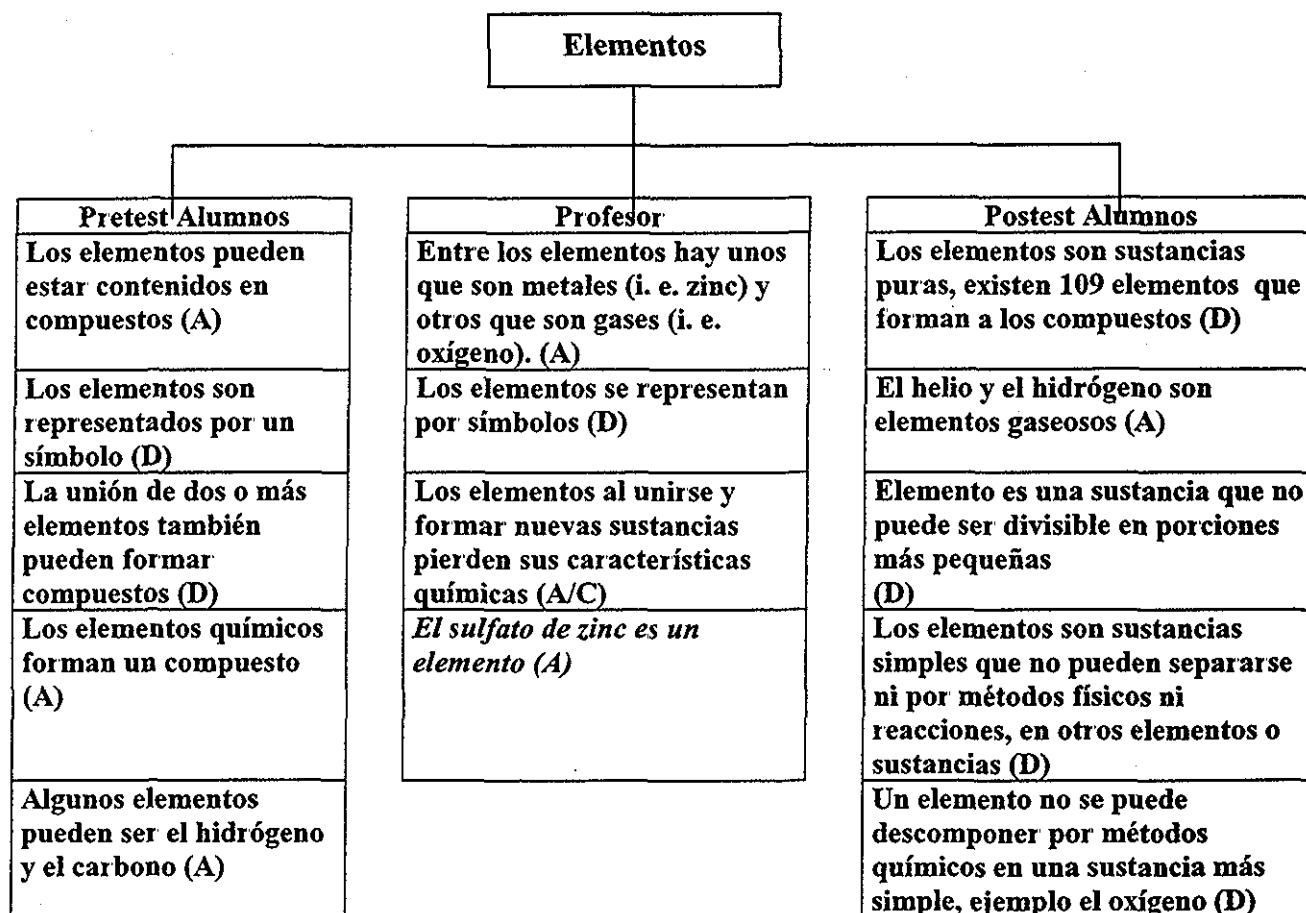 Elementos
Pretest Alumnos
Los elementos pueden
estar contenidos en
compuestos (A)
Los elementos son
representados por un
símbolo (D)
La unión de dos o más
elementos también
pueden formar
compuestos (D)
Los elementos químicos
forman un compuesto
(A)
Algunos elementos
pueden ser el hidrógeno
y el carbono (A)
Profesor
Entre los elementos hay unos
que son metales (i. e. zinc) y
otros que son gases (i. e.
oxígeno). (A)
Los elementos se representan
por símbolos (D)
Los elementos al unirse y
formar nuevas sustancias
pierden sus características
químicas (A/C)
El sulfato de zinc es un
elemento (A)
Postest Alumnos
Los elementos son sustancias
puras, existen 109 elementos que
forman a los compuestos (D)
El helio y el hidrógeno son
elementos gaseosos (A)
Elemento es una sustancia que no
puede ser divisible en porciones
más pequeñas
(D)
Los elementos son sustancias
simples que no pueden separarse
ni por métodos físicos ni
reacciones, en otros elementos o
sustancias (D)
Un elemento no se puede
descomponer por métodos
químicos en una sustancia más
simple, ejemplo el oxígeno (D)